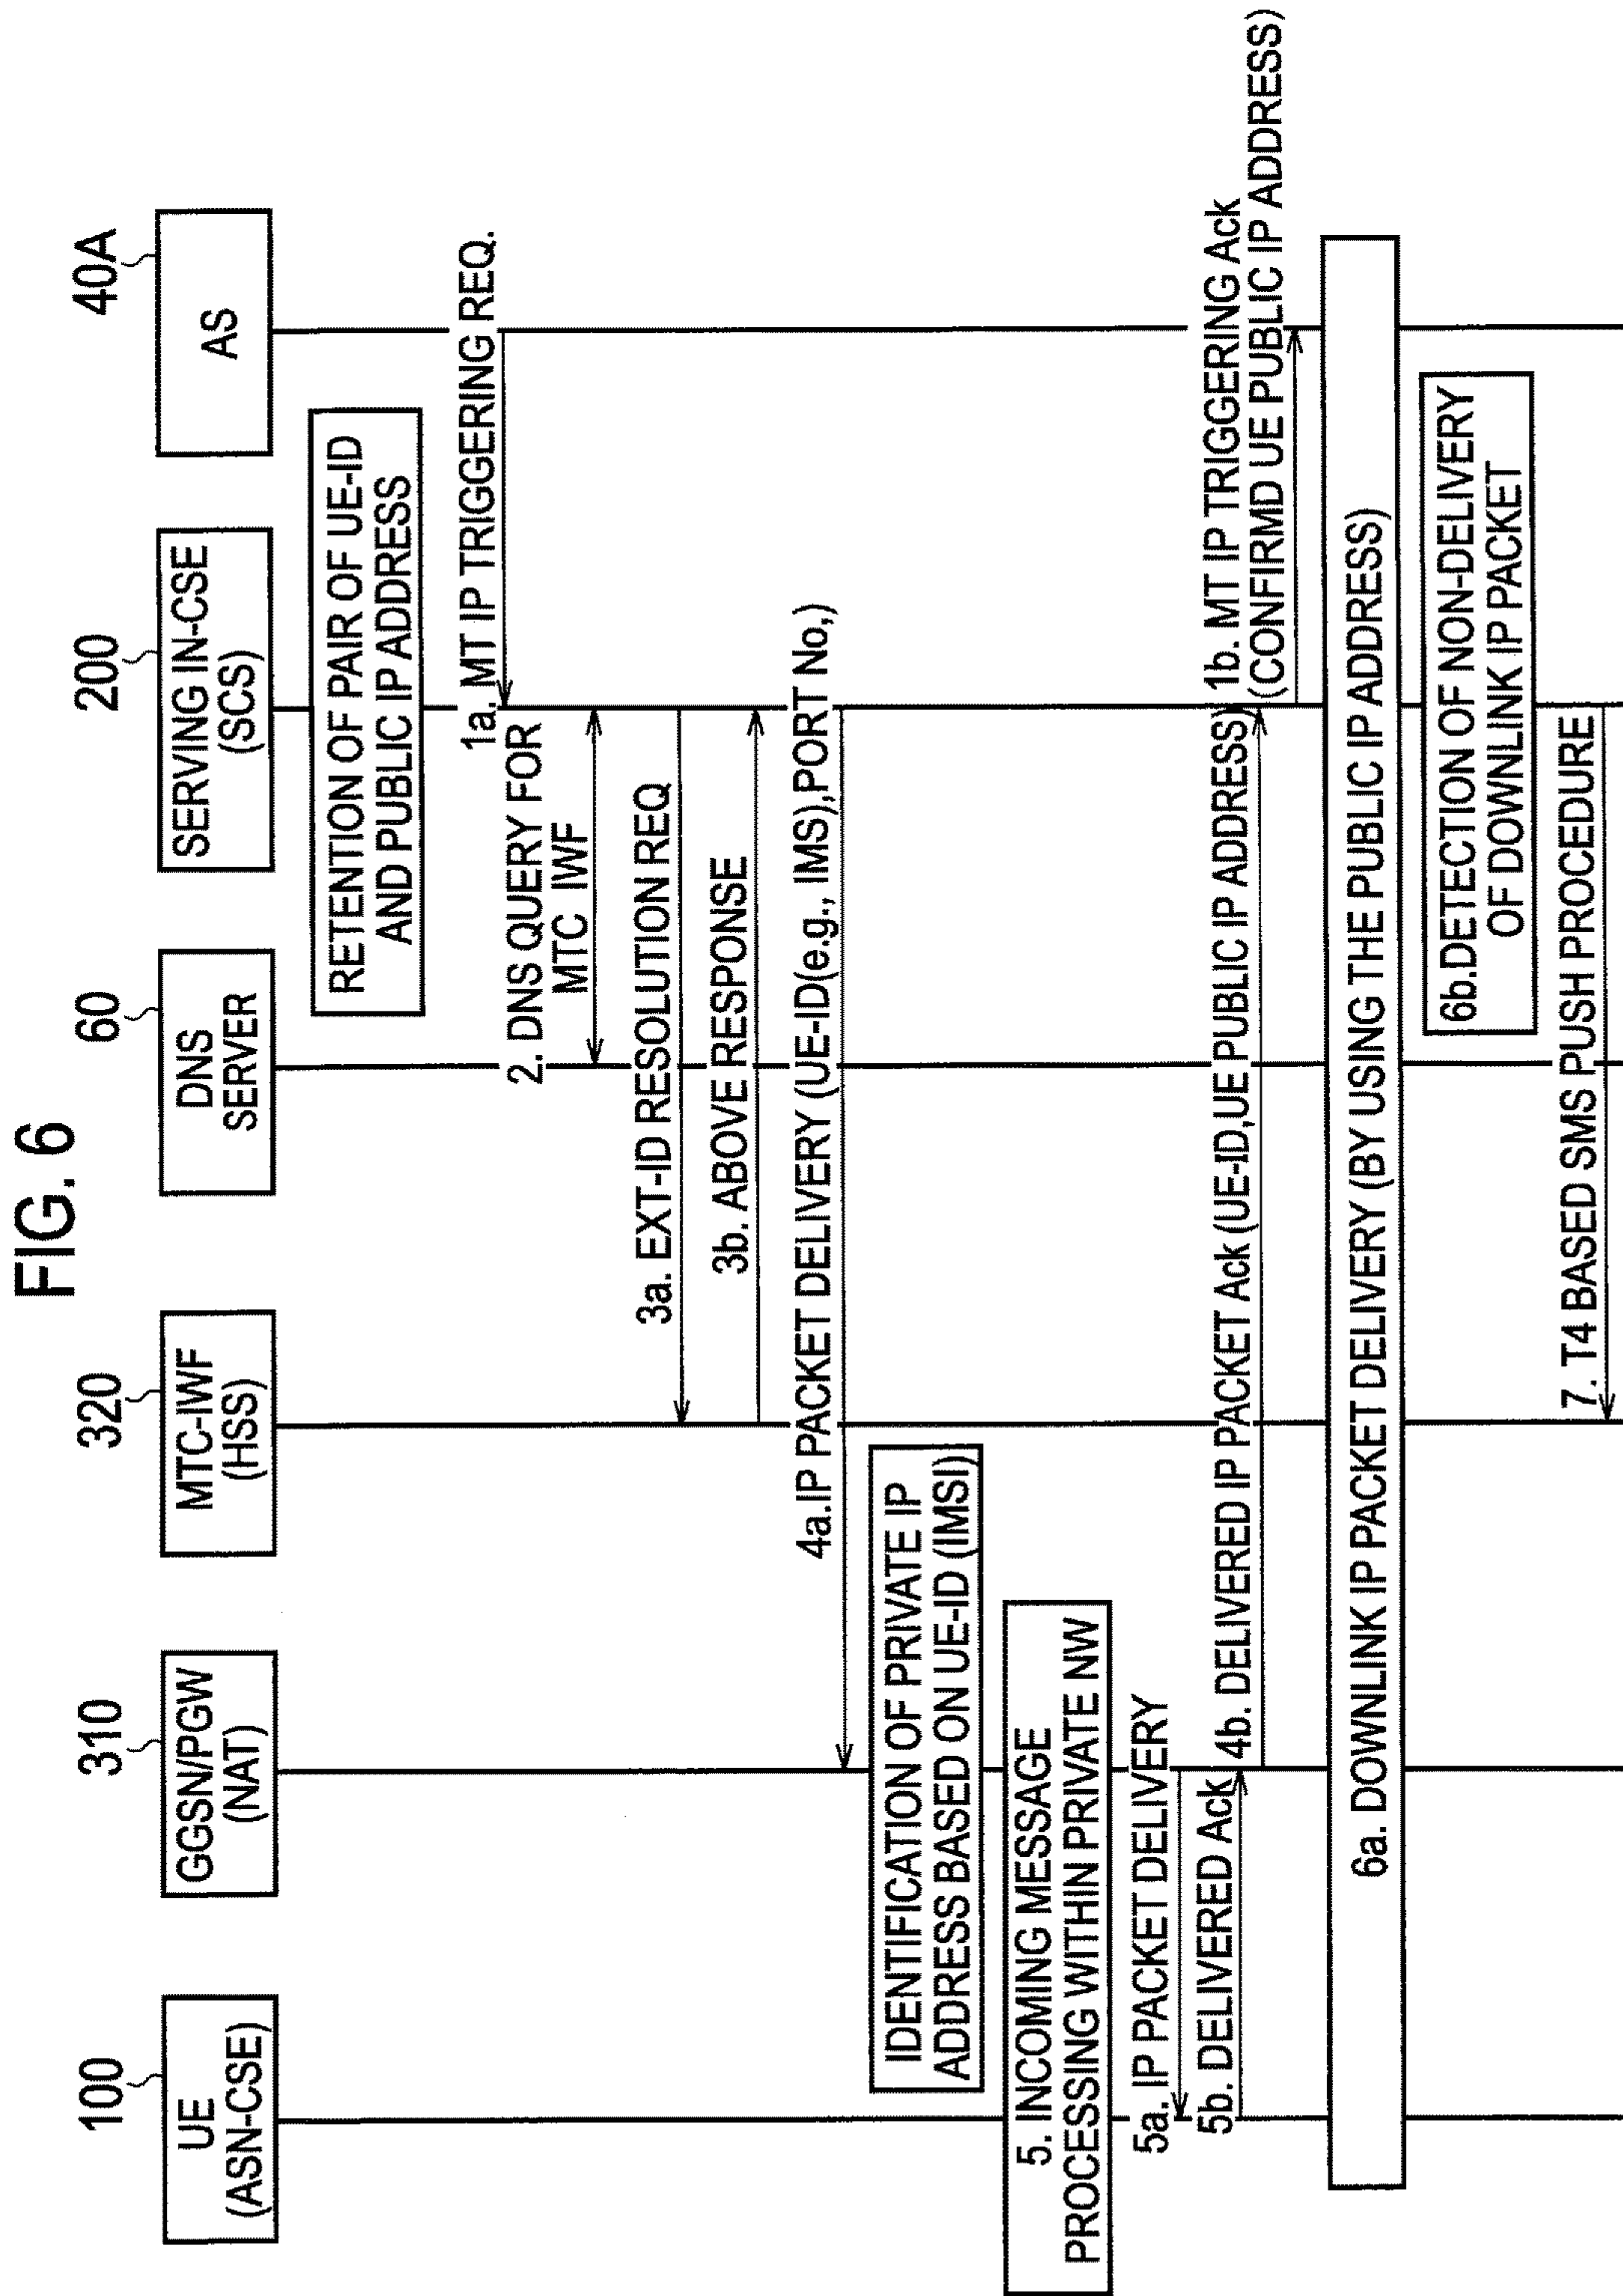 FIG. 6
100
310
320
60
200
40A
UE
(ASN-CSE)
GGSN/PGW
(NAT)
MTC-IWF
(HSS)
DNS
SERVER
SERVING IN-CSE
(SCS)
AS
RETENTION OF PAIR OF UE-ID
AND PUBLIC IP ADDRESS
1a. MT IP TRIGGERING REQ.
2. DNS QUERY FOR
MTC IWF
3a. EXT-ID RESOLUTION REQ
3b. ABOVE RESPONSE
4a.IP PACKET DELIVERY (UE-ID(e.g., IMS),PORT No,)
IDENTIFICATION OF PRIVATE IP
ADDRESS BASED ON UE-ID (IMSI)
5. INCOMING MESSAGE
PROCESSING WITHIN PRIVATE NW
5a. IP PACKET DELIVERY
5b. DELIVERED Ack
4b. DELIVERED IP PACKET Ack (UE-ID,UE PUBLIC IP ADDRESS)
1b. MT IP TRIGGERING Ack
(CONFIRMD UE PUBLIC IP ADDRESS)
6a. DOWNLINK IP PACKET DELIVERY (BY USING THE PUBLIC IP ADDRESS)
6b.DETECTION OF NON-DELIVERY
OF DOWNLINK IP PACKET
7. T4 BASED SMS PUSH PROCEDURE